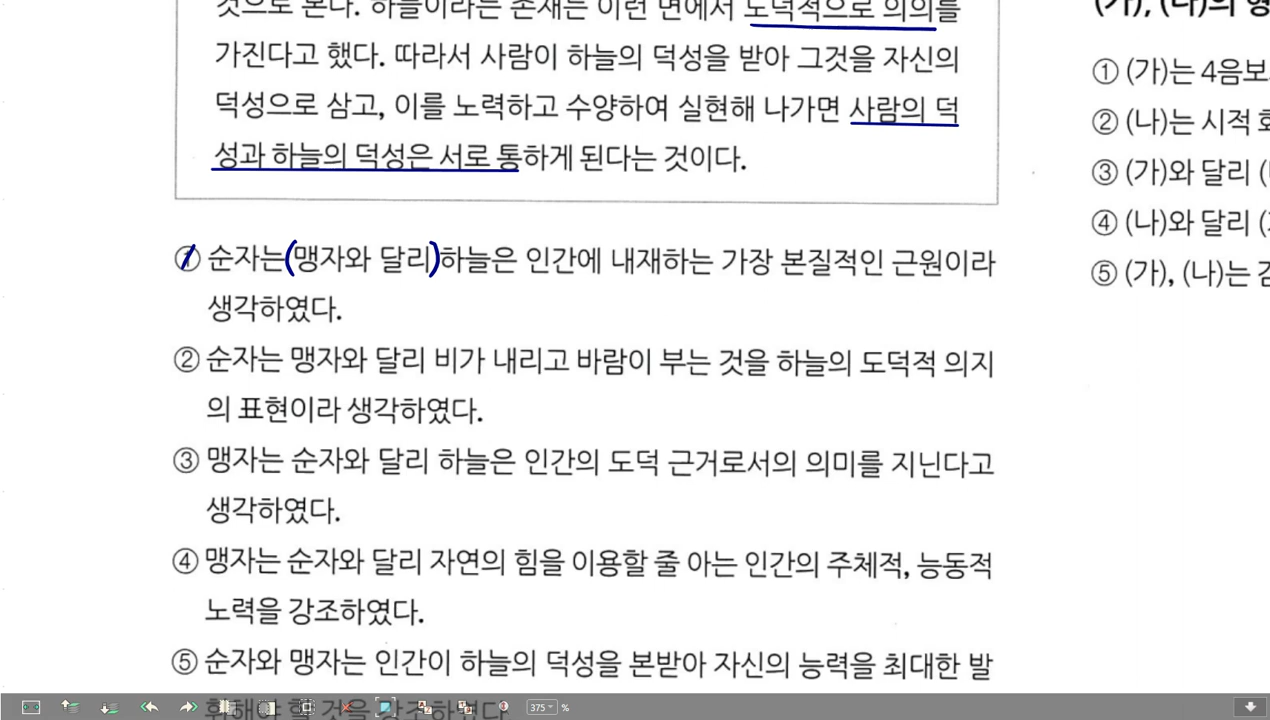 것으로 본다. 하늘이라는 존재는 이런 면에서 도덕적으로 의의를
가진다고 했다. 따라서 사람이 하늘의 덕성을 받아 그것을 자신의
덕성으로 삼고, 이를 노력하고 수양하여 실현해 나가면 사람의 덕
성과 하늘의 덕성은 서로 통하게 된다는 것이다.
① 순자는(맹자와 달리)하늘은 인간에 내재하는 가장 본질적인 근원이라
생각하였다.
② 순자는 맹자와 달리 비가 내리고 바람이 부는 것을 하늘의 도덕적 의지
의 표현이라 생각하였다.
③ 맹자는 순자와 달리 하늘은 인간의 도덕 근거로서의 의미를 지닌다고
생각하였다.
④ 맹자는 순자와 달리 자연의 힘을 이용할 줄 아는 인간의 주체적, 능동적
노력을 강조하였다.
⑤ 순자와 맹자는 인간이 하늘의 덕성을 본받아 자신의 능력을 최대한 발
휘해야 할 것을 강조하였다
(가), (나)의
① (가)는 4음보
② (나)는 시적
③ (가)와 달리
④ (나)와 달리
⑤ (가), (나)는
375 %